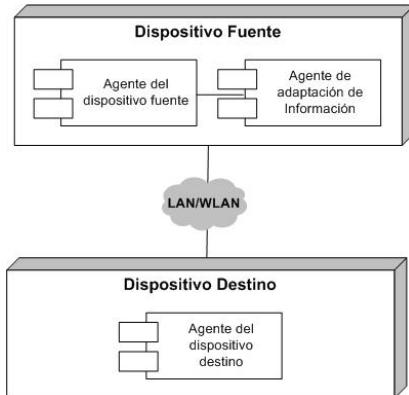 Dispositivo Fuente
Agente del
dispositivo fuente
Agente de
adaptación de
Información
LAN/WLAN
Dispositivo Destino
Agente del
dispositivo
destino